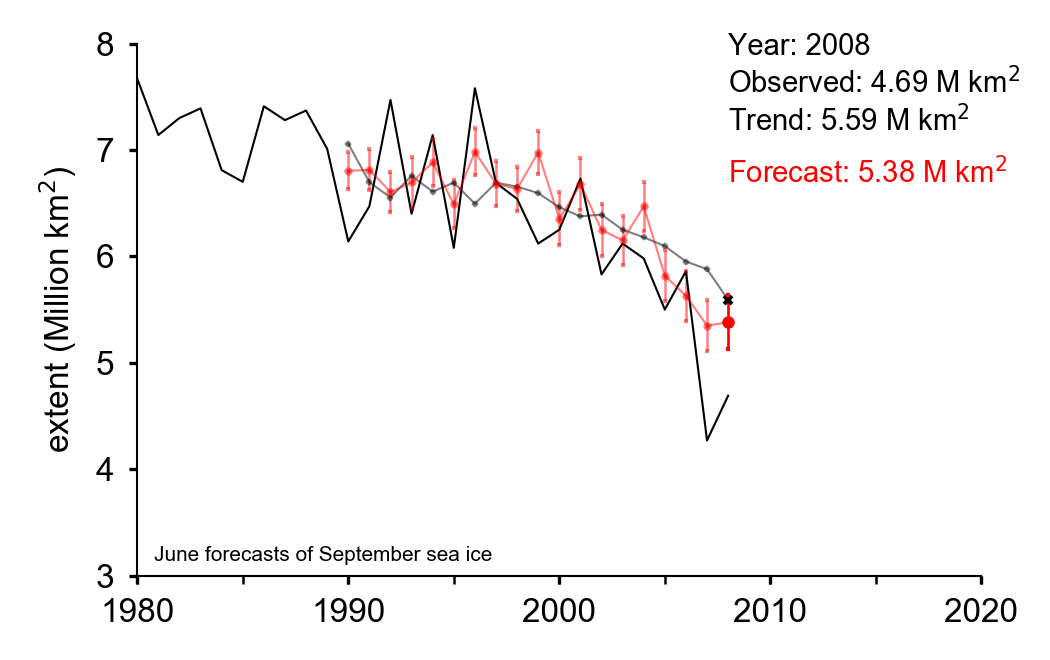 Year: 2008
Observed: 4.69 M km²
Trend: 5.59 M km²
Forecast: 5.38 M km²
extent (Million km²)
8
7
6
5
4
3
June forecasts of September sea ice
1980 1990 2000 2010 2020